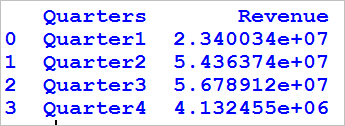 Quarters Revenue
0 Quarter1 2.340034e+07
1 Quarter2 5.436374e+07
2 Quarter3 5.678912e+07
3 Quarter4 4.132455e+06